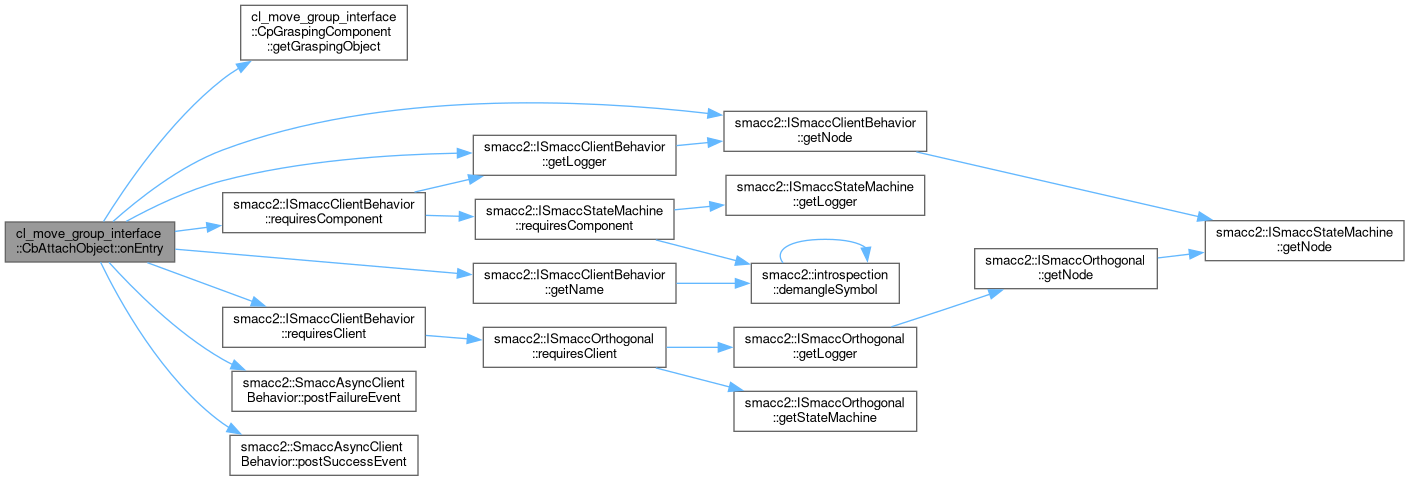 cl_move_group_interface
::CpGraspingComponent
::getGraspingObject
smacc2::ISmaccClientBehavior
::getNode
smacc2::ISmaccClientBehavior
::getLogger
smacc2::ISmaccStateMachine
::getLogger
smacc2::ISmaccClientBehavior
::requiresComponent
smacc2::ISmaccStateMachine
::requiresComponent
cl_move_group_interface
::CbAttachObject::onEntry
smacc2::ISmaccStateMachine
::getNode
smacc2::ISmaccClientBehavior
::getName
smacc2::introspection
::demangleSymbol
smacc2::ISmaccOrthogonal
::getNode
smacc2::ISmaccClientBehavior
::requiresClient
smacc2::ISmaccOrthogonal
::requiresClient
smacc2::ISmaccOrthogonal
::getLogger
smacc2::SmaccAsyncClient
Behavior::postFailureEvent
smacc2::ISmaccOrthogonal
::getStateMachine
smacc2::SmaccAsyncClient
Behavior::postSuccessEvent